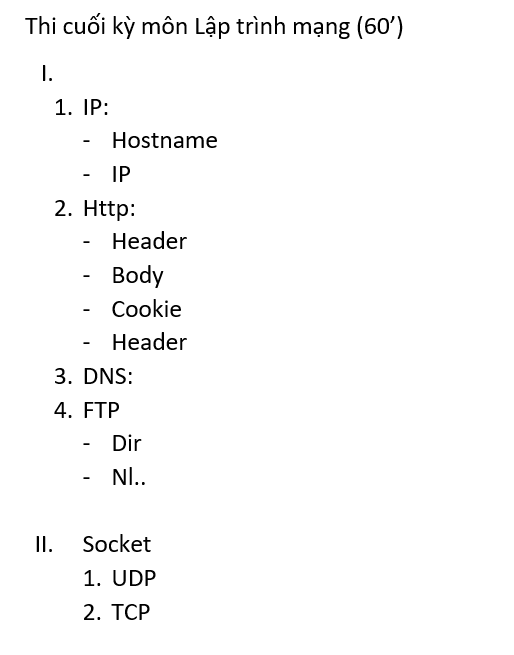 Thi cuối kỳ môn Lập trình mạng (60’)
I.
1. IP:
- Hostname
- IP
2. Http:
- Header
- Body
- Cookie
- Header
3. DNS:
4. FTP
- Dir
- Nl..
II. Socket
1. UDP
2. TCP